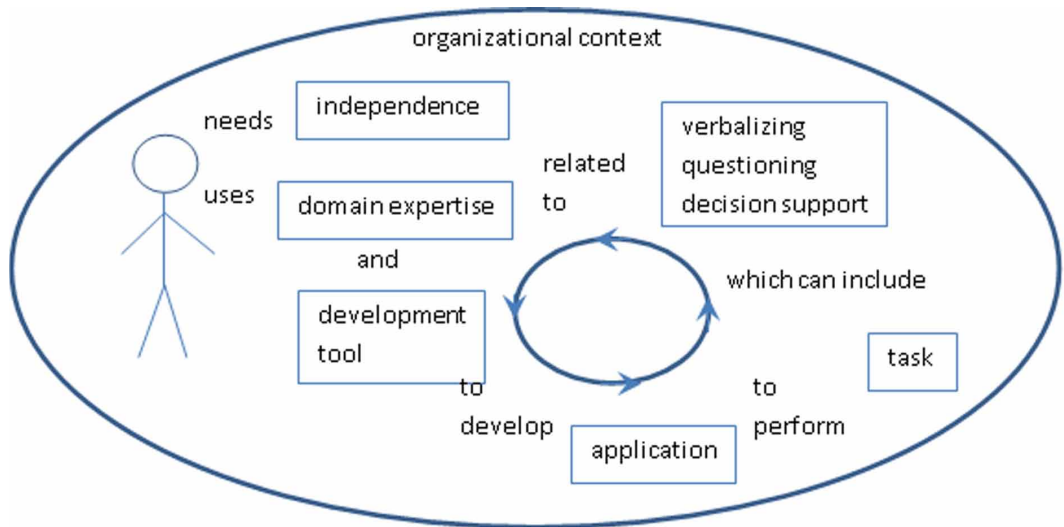 organizational context
needs
independence
uses
domain expertise
and
development
tool
to
develop
application
to
perform
task
which can include
verbalizing
questioning
decision support
related
to